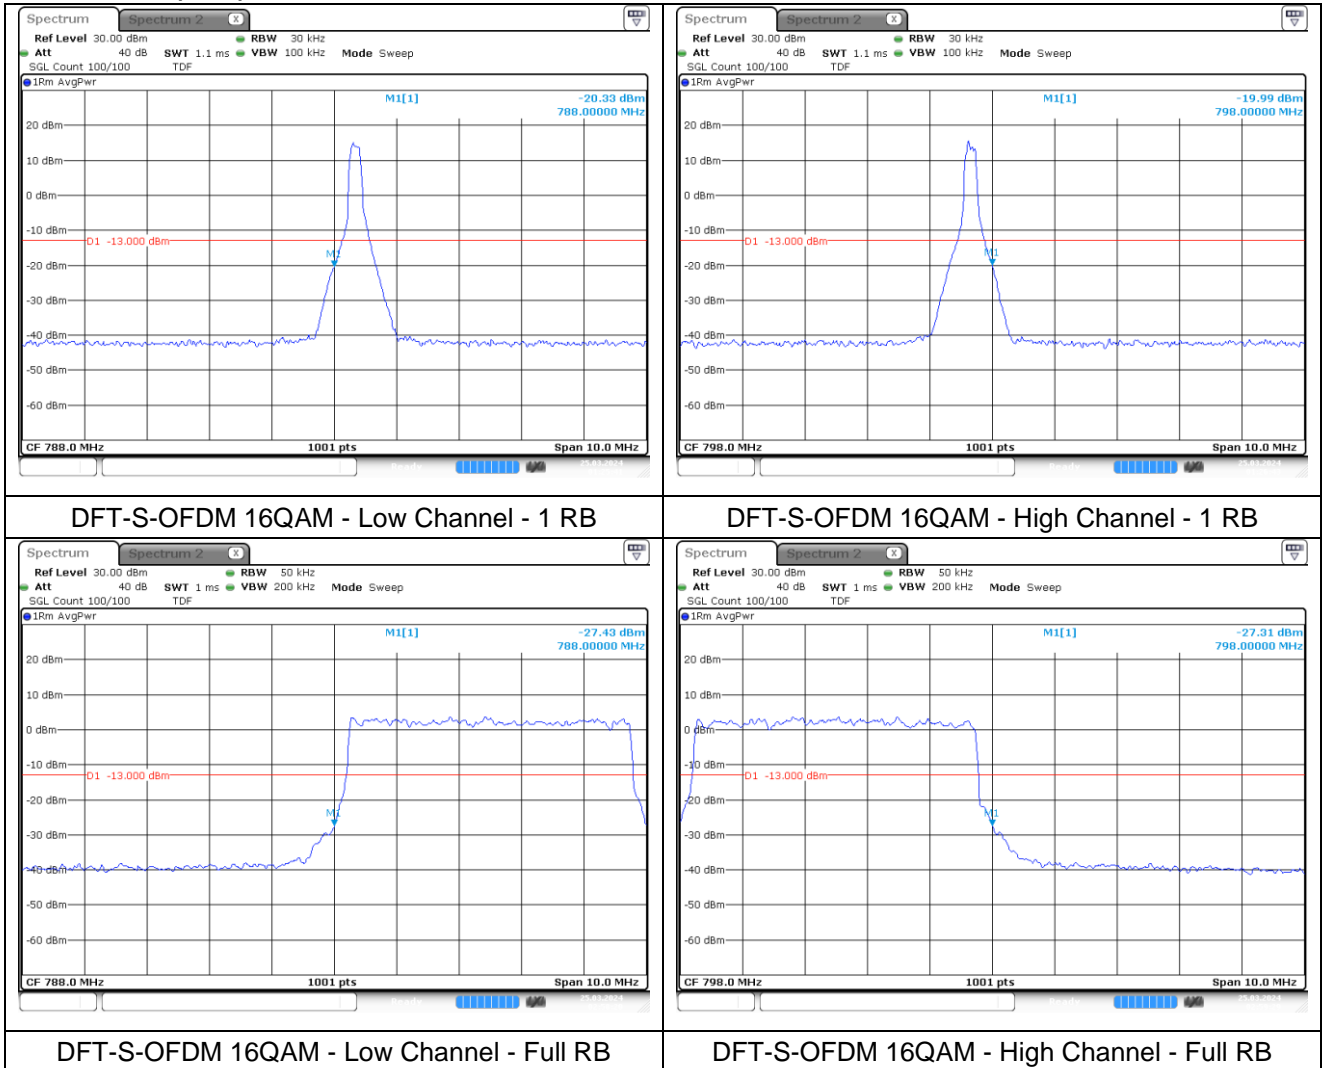 Spectrum Spectrum 2 X
Ref Level 30.00 dBm RBW 30 kHz
Att 40 dB SWT 1.1 ms VBW 100 kHz Mode Sweep
SGL Count 100/100 TDF
1Rm AvgPwr
M1[1] -20.33 dBm
788.00000 MHz
20 dBm
10 dBm
0 dBm
-10 dBm
D1 -13.000 dBm
M1
-20 dBm
-30 dBm
-40 dBm
-50 dBm
-60 dBm
CF 788.0 MHz 1001 pts Span 10.0 MHz
Ready 25.03.2024
DFT-S-OFDM 16QAM - Low Channel - 1 RB
Spectrum Spectrum 2 X
Ref Level 30.00 dBm RBW 30 kHz
Att 40 dB SWT 1.1 ms VBW 100 kHz Mode Sweep
SGL Count 100/100 TDF
1Rm AvgPwr
M1[1] -19.99 dBm
798.00000 MHz
20 dBm
10 dBm
0 dBm
-10 dBm
D1 -13.000 dBm
M1
-20 dBm
-30 dBm
-40 dBm
-50 dBm
-60 dBm
CF 798.0 MHz 1001 pts Span 10.0 MHz
Ready 25.03.2024
DFT-S-OFDM 16QAM - High Channel - 1 RB
Spectrum Spectrum 2 X
Ref Level 30.00 dBm RBW 50 kHz
Att 40 dB SWT 1 ms VBW 200 kHz Mode Sweep
SGL Count 100/100 TDF
1Rm AvgPwr
M1[1] -27.43 dBm
788.00000 MHz
20 dBm
10 dBm
0 dBm
-10 dBm
D1 -13.000 dBm
-20 dBm
M1
-30 dBm
-40 dBm
-50 dBm
-60 dBm
CF 788.0 MHz 1001 pts Span 10.0 MHz
Ready 25.03.2024
DFT-S-OFDM 16QAM - Low Channel - Full RB
Spectrum Spectrum 2 X
Ref Level 30.00 dBm RBW 50 kHz
Att 40 dB SWT 1 ms VBW 200 kHz Mode Sweep
SGL Count 100/100 TDF
1Rm AvgPwr
M1[1] -27.31 dBm
798.00000 MHz
20 dBm
10 dBm
0 dBm
-10 dBm
D1 -13.000 dBm
-20 dBm
M1
-30 dBm
-40 dBm
-50 dBm
-60 dBm
CF 798.0 MHz 1001 pts Span 10.0 MHz
Ready 25.03.2024
DFT-S-OFDM 16QAM - High Channel - Full RB